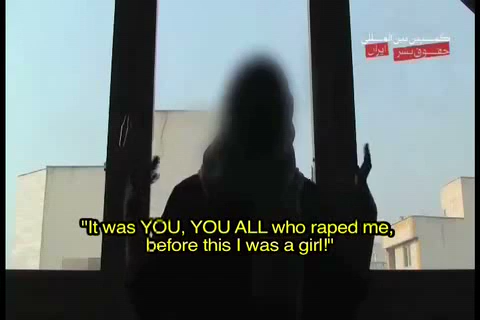 کمپین بین‌المللی
حقوق بشر ایران
"It was YOU, YOU ALL who raped me,
before this I was a girl!"